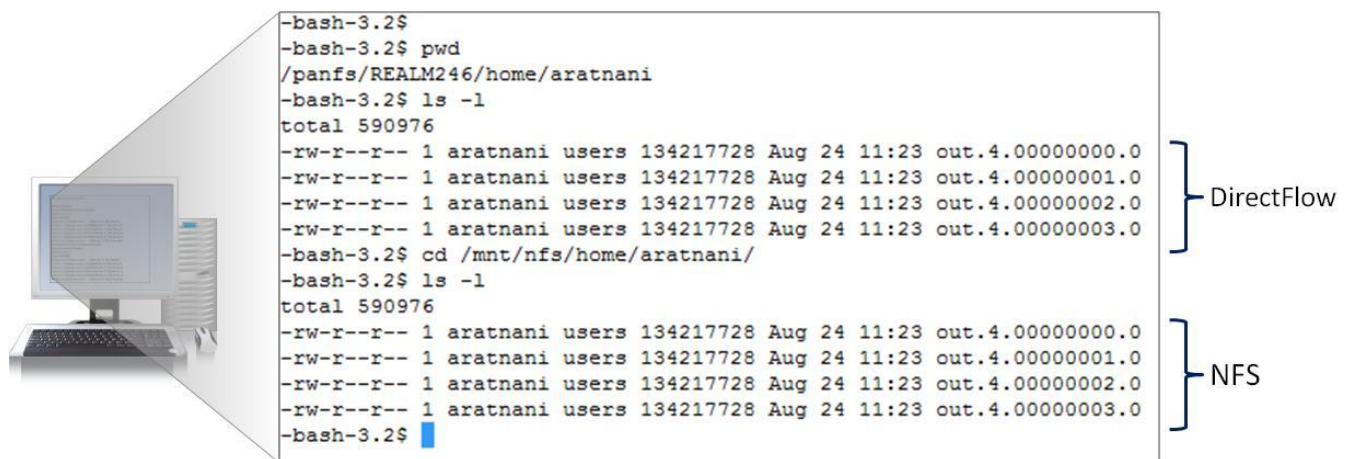 -bash-3.2$
-bash-3.2$ pwd
/panfs/REALM246/home/aratnani
-bash-3.2$ ls -l
total 590976
-rw-r--r-- 1 aratnani users 134217728 Aug 24 11:23 out.4.00000000.0
-rw-r--r-- 1 aratnani users 134217728 Aug 24 11:23 out.4.00000001.0
-rw-r--r-- 1 aratnani users 134217728 Aug 24 11:23 out.4.00000002.0
-rw-r--r-- 1 aratnani users 134217728 Aug 24 11:23 out.4.00000003.0
DirectFlow
-bash-3.2$ cd /mnt/nfs/home/aratnani/
-bash-3.2$ ls -l
total 590976
-rw-r--r-- 1 aratnani users 134217728 Aug 24 11:23 out.4.00000000.0
-rw-r--r-- 1 aratnani users 134217728 Aug 24 11:23 out.4.00000001.0
-rw-r--r-- 1 aratnani users 134217728 Aug 24 11:23 out.4.00000002.0
-rw-r--r-- 1 aratnani users 134217728 Aug 24 11:23 out.4.00000003.0
NFS
-bash-3.2$